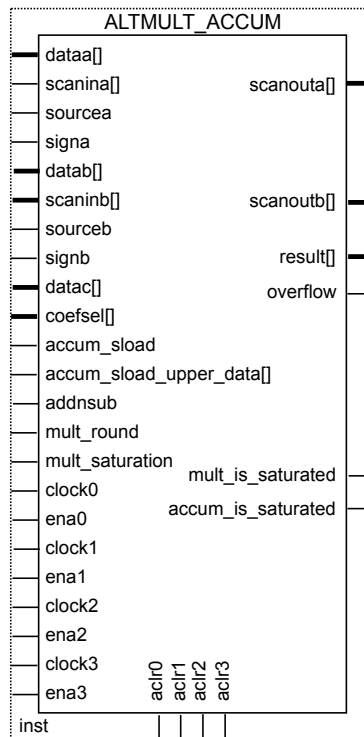 ALTMULT_ACCUM
dataa[]
scanina[]
scanouta[]
sourcea
signa
datab[]
scaninb[]
scanoutb[]
sourceb
signb
result[]
datac[]
overflow
coefsel[]
accum_sload
accum_sload_upper_data[]
addnsub
mult_round
mult_saturation
mult_is_saturated
clock0
accum_is_saturated
ena0
clock1
ena1
clock2
ena2
clock3
ena3
aclr0
aclr1
aclr2
aclr3
inst